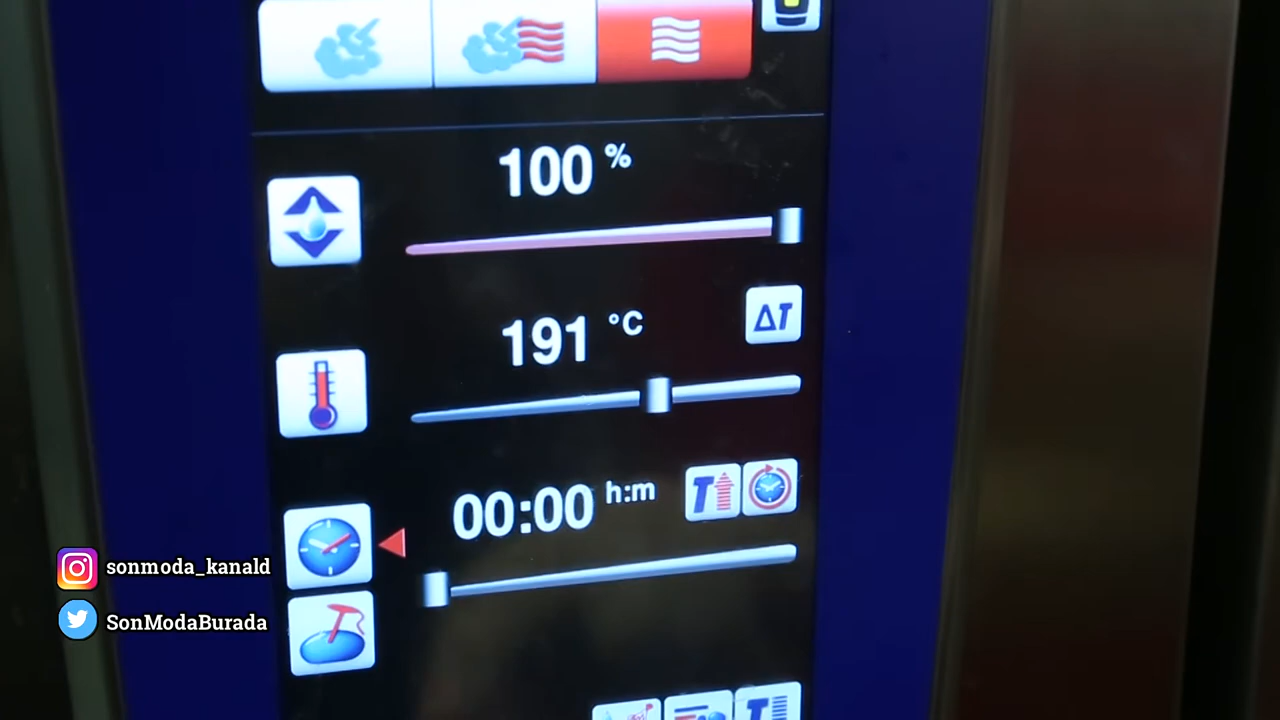 100 %
191 °C
ΔT
00:00 h:m
T
sonmoda_kanald
SonModaBurada
T